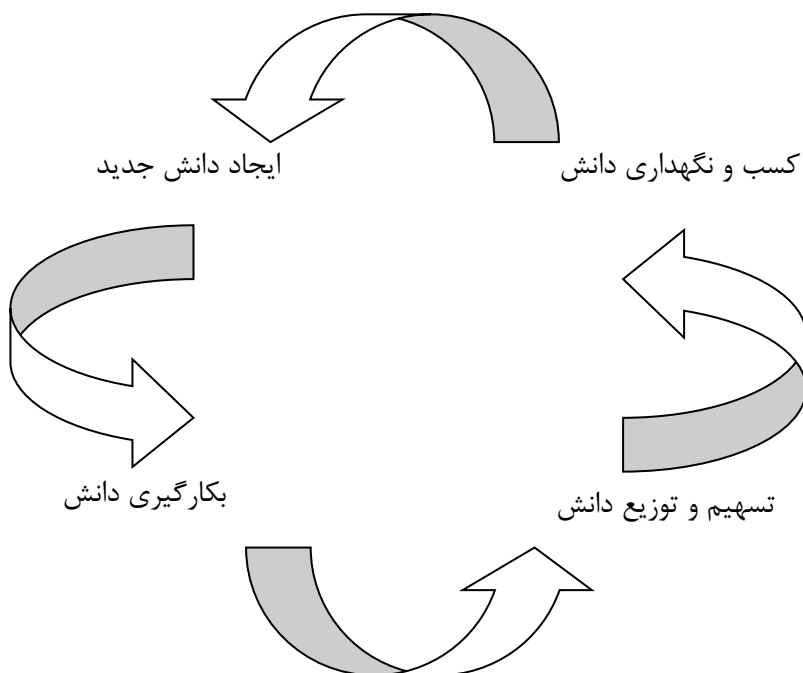 کسب و نگهداری دانش
ایجاد دانش جدید
تسهیم و توزیع دانش
بکارگیری دانش